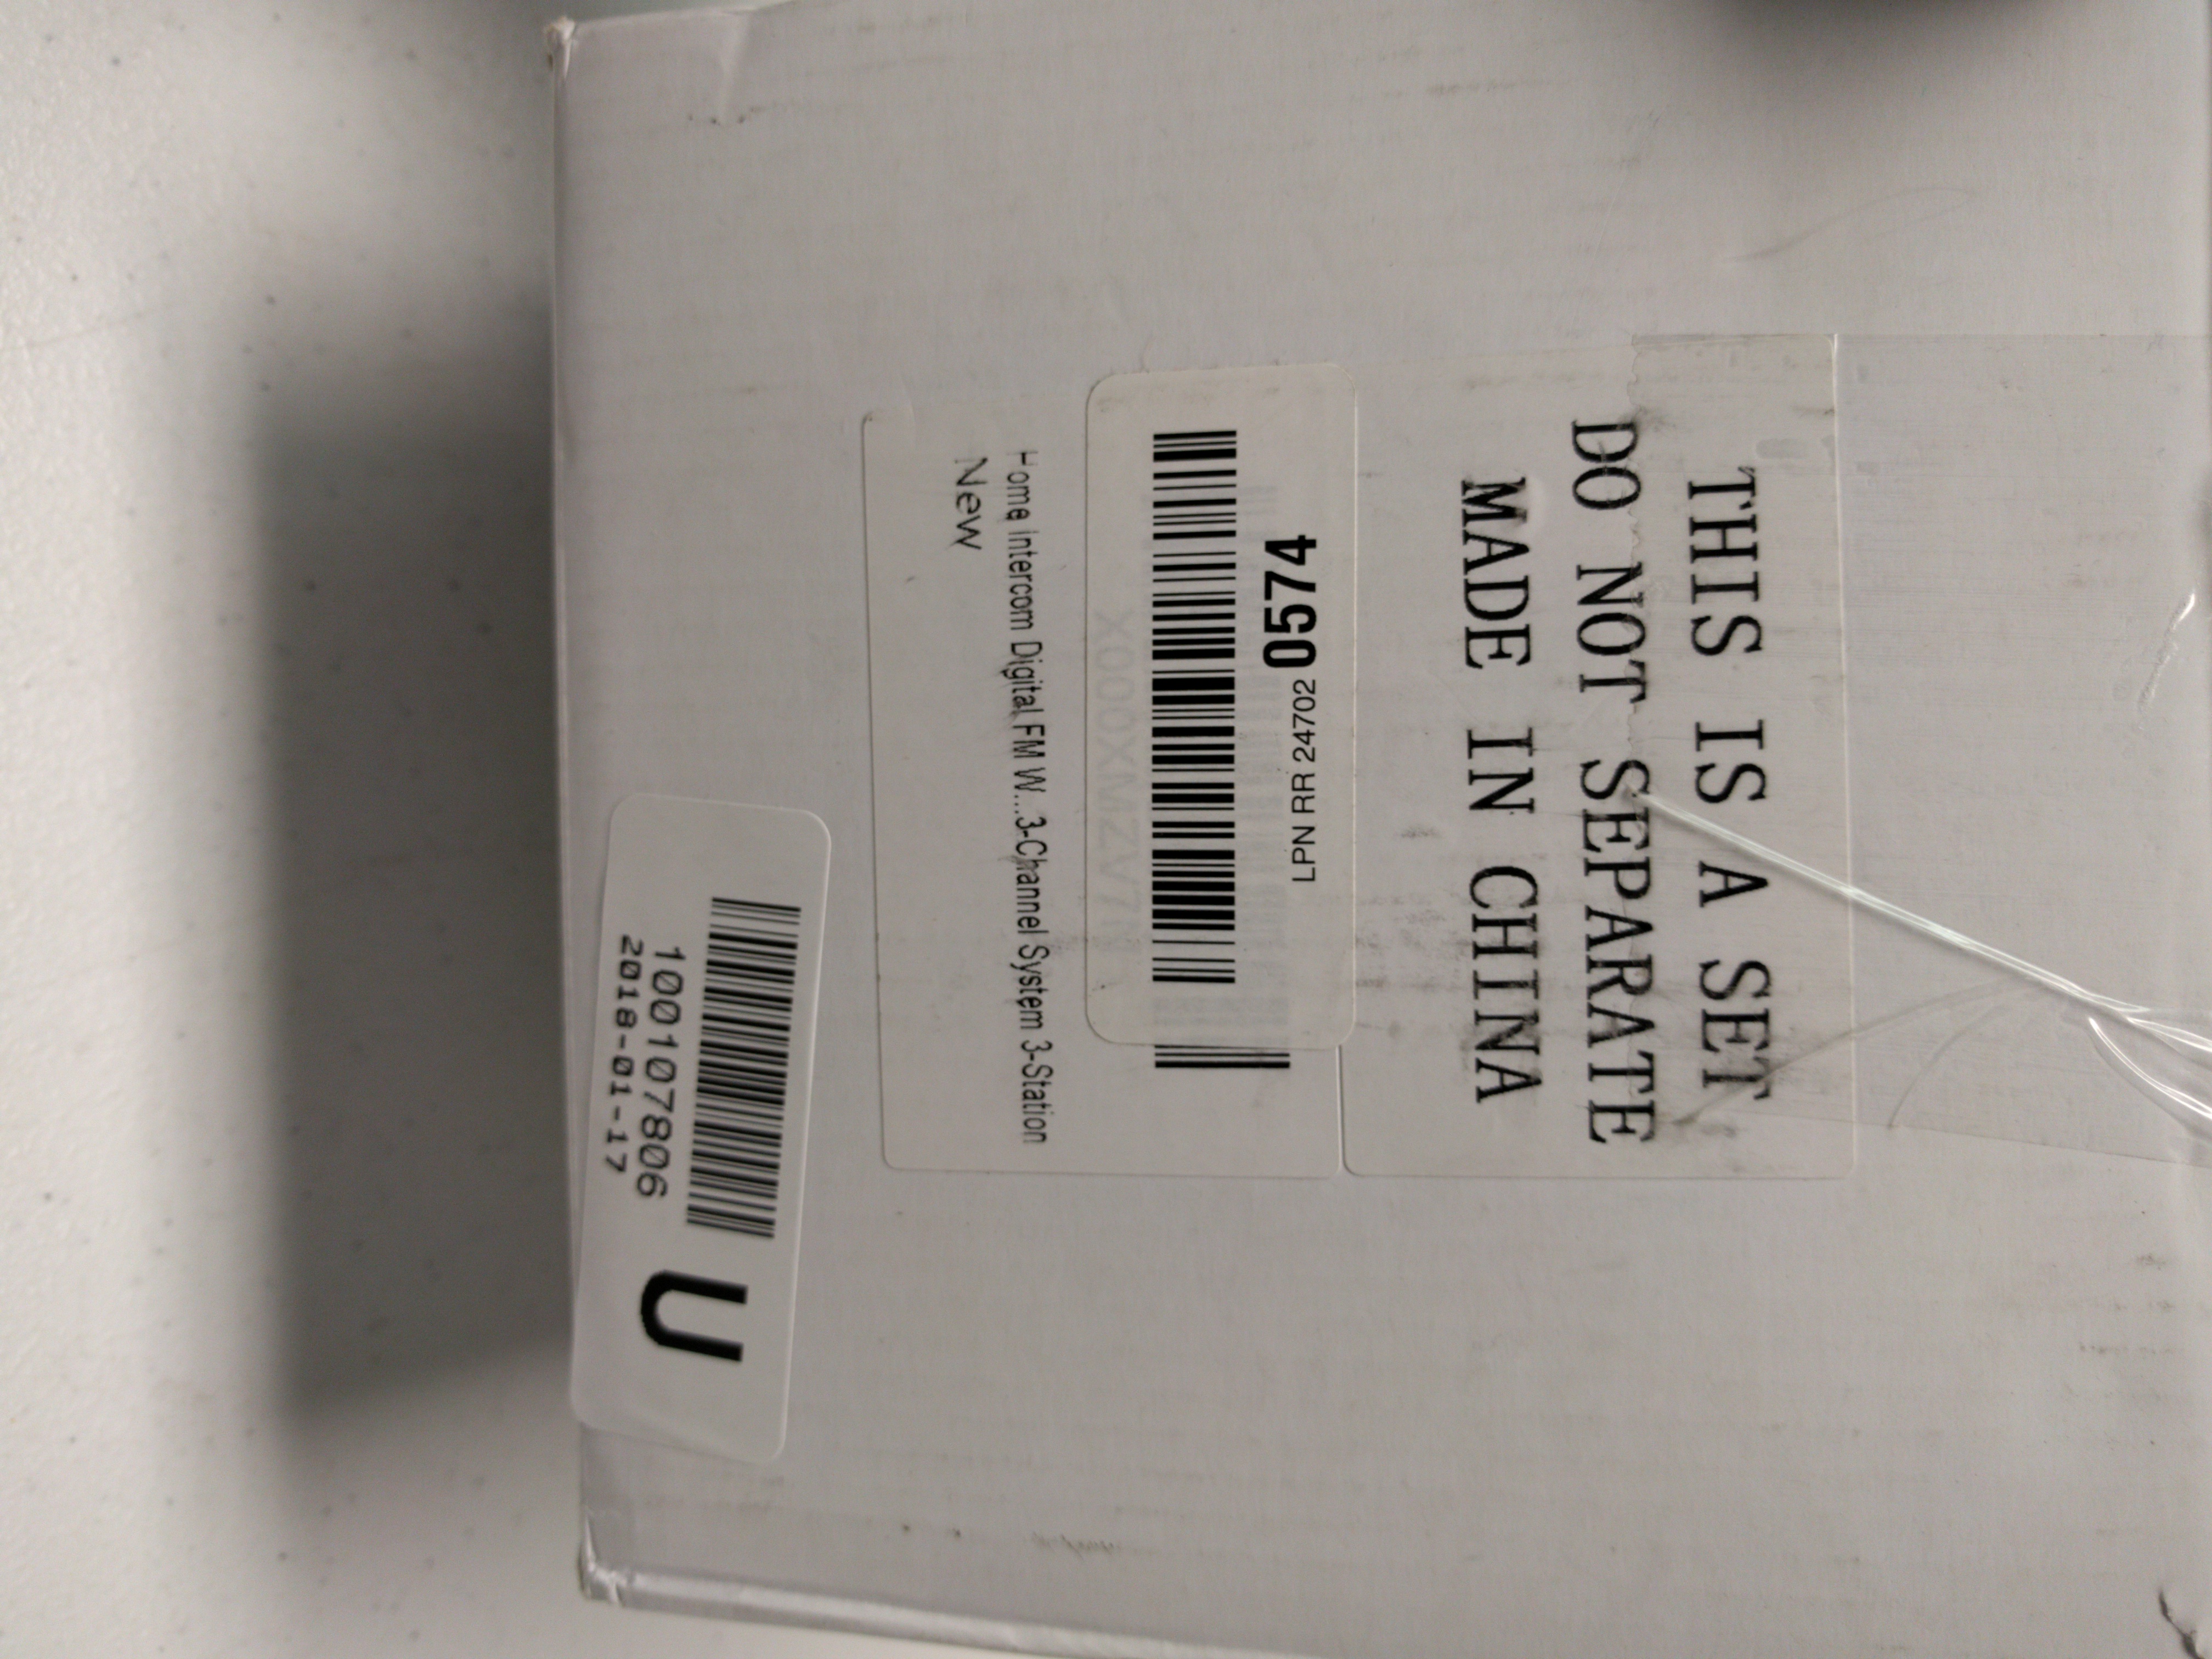 THIS IS A SET
DO NOT SEPARATE
MADE IN CHINA
LPN RR 24702 0574
Home Intercom Digital FM W...3-Channel System 3-Station
New
10010107806
2018-01-17
U